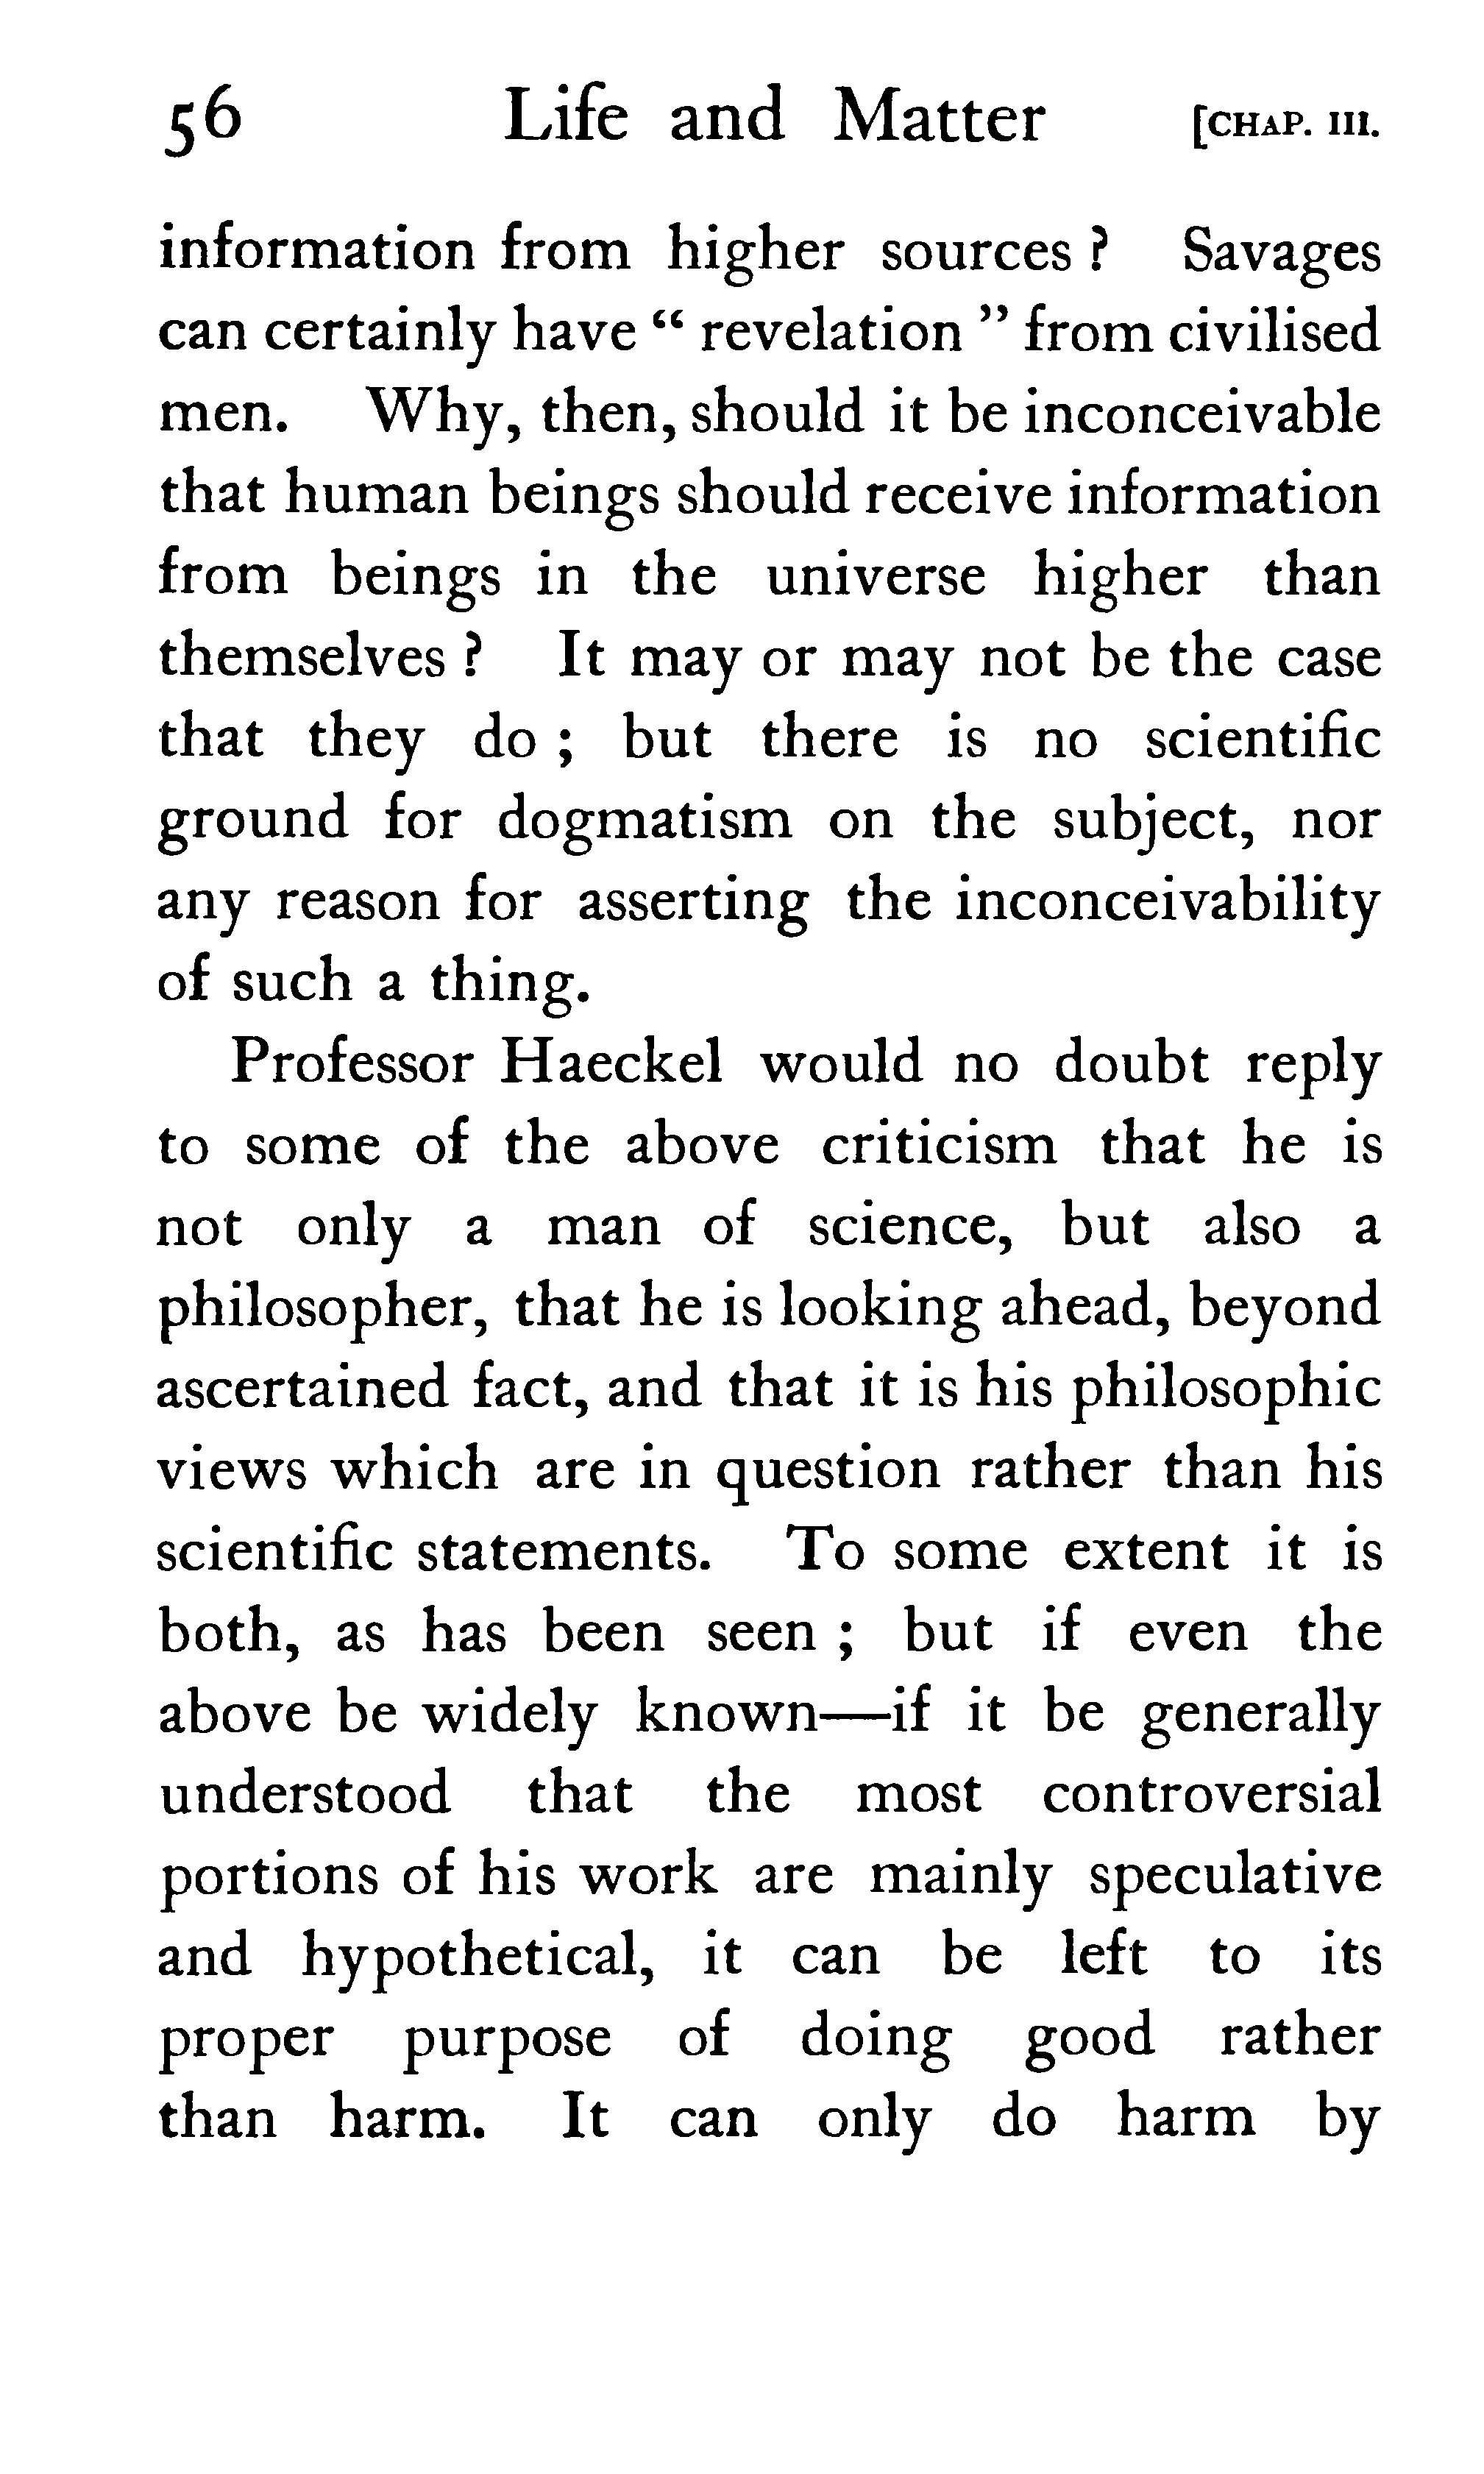 56 Life and Matter [CHAP. III.
information from higher sources ? Savages
can certainly have “ revelation ” from civilised
men. Why, then, should it be inconceivable
that human beings should receive information
from beings in the universe higher than
themselves ? It may or may not be the case
that they do ; but there is no scientific
ground for dogmatism on the subject, nor
any reason for asserting the inconceivability
of such a thing.
Professor Haeckel would no doubt reply
to some of the above criticism that he is
not only a man of science, but also a
philosopher, that he is looking ahead, beyond
ascertained fact, and that it is his philosophic
views which are in question rather than his
scientific statements. To some extent it is
both, as has been seen ; but if even the
above be widely known—if it be generally
understood that the most controversial
portions of his work are mainly speculative
and hypothetical, it can be left to its
proper purpose of doing good rather
than harm. It can only do harm by